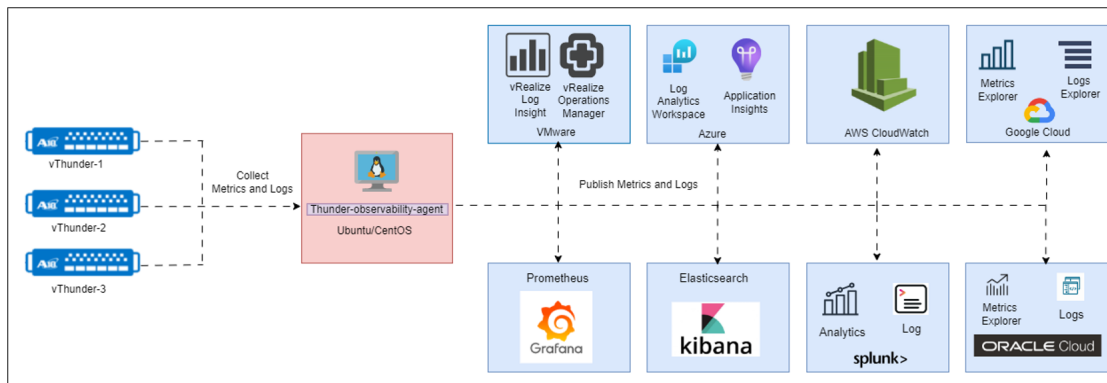 A10
vThunder-1
A10
vThunder-2
A10
vThunder-3
Collect
Metrics and Logs
Thunder-observability-agent
Ubuntu/CentOS
Publish Metrics and Logs
vRealize
Log
Insight
vRealize
Operations
Manager
VMware
Log
Analytics
Workspace
Application
Insights
Azure
AWS CloudWatch
Metrics
Explorer
Logs
Explorer
Google Cloud
Prometheus
Grafana
Elasticsearch
kibana
Analytics
Log
splunk>
Metrics
Explorer
Logs
ORACLE Cloud